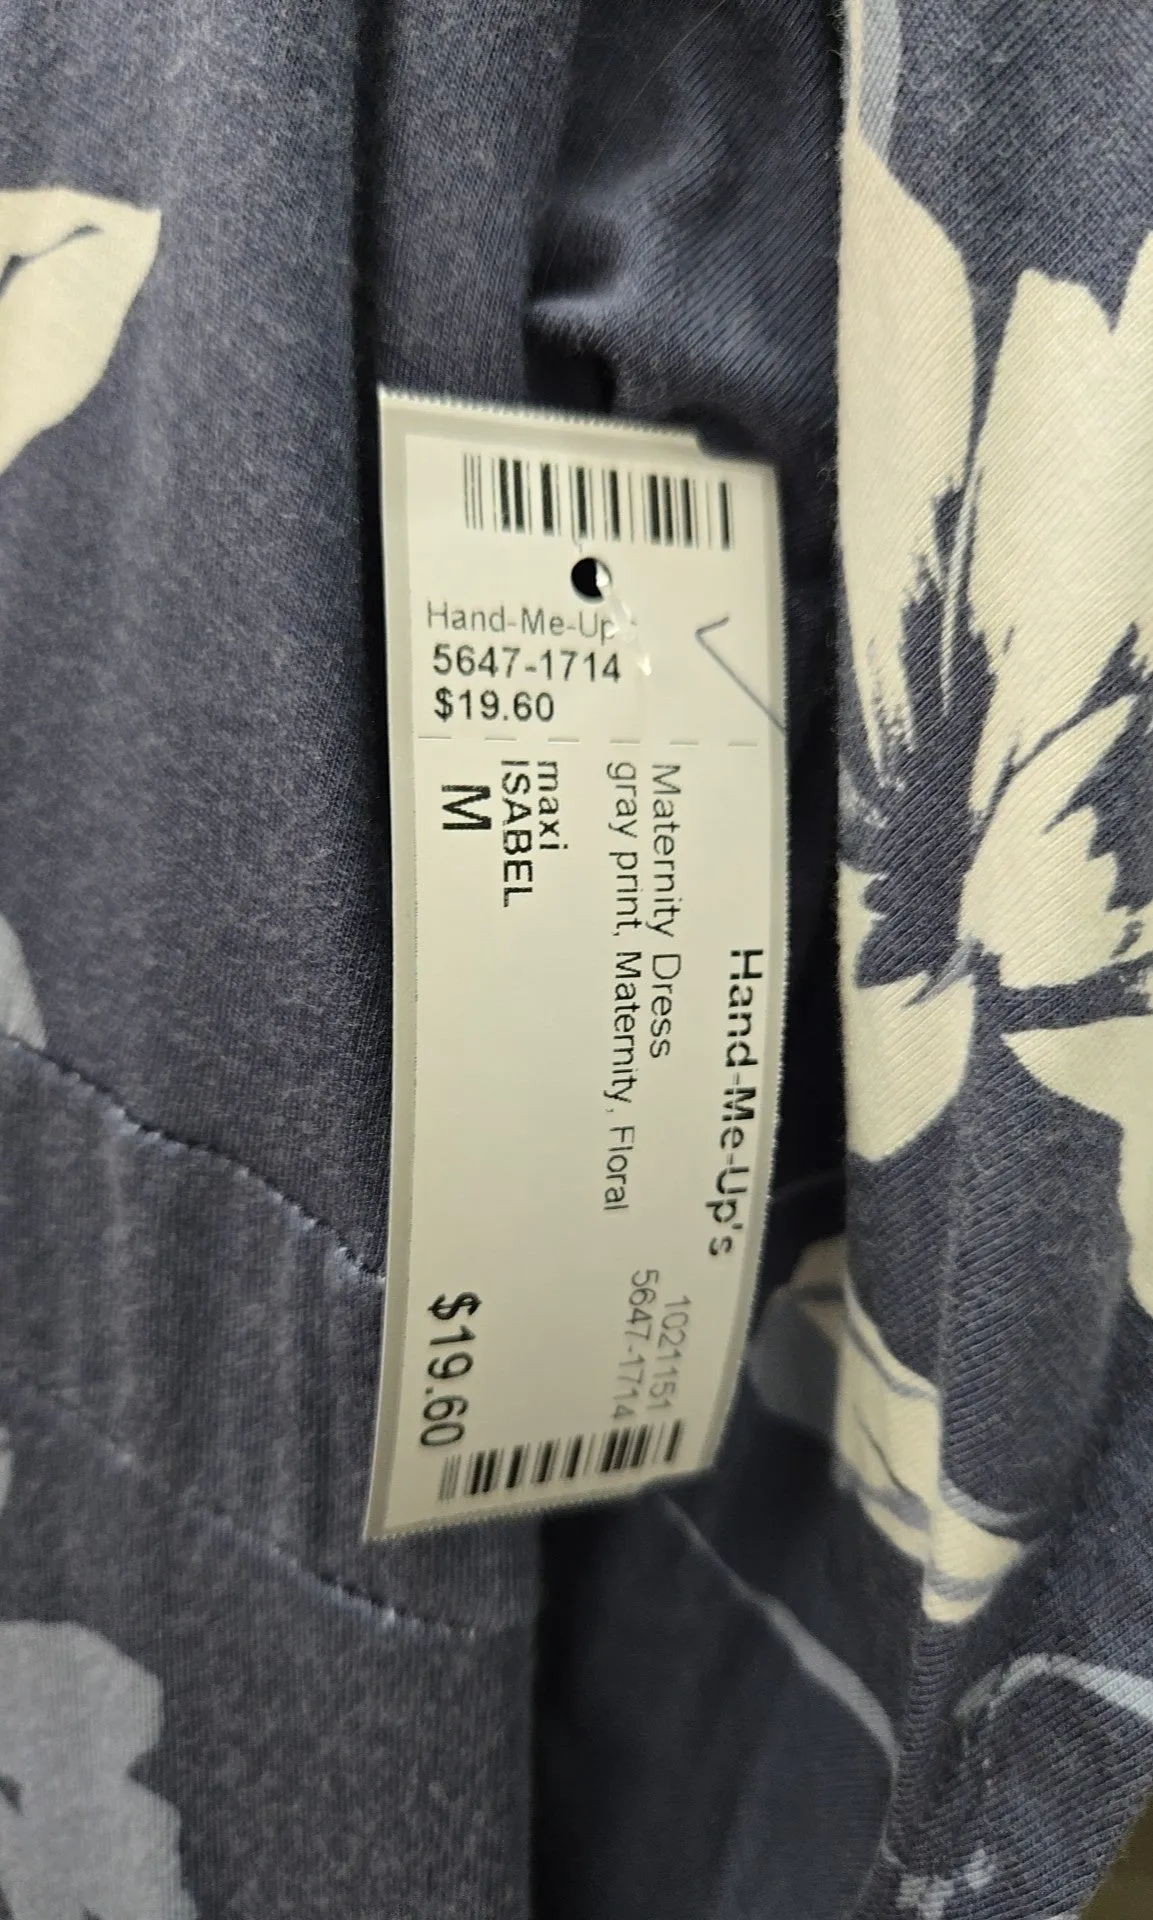 Hand-Me-Up
5647-1714
$19.60
Hand-Me-Up's
Maternity Dress
1021151
gray print, Maternity, Floral
5647-1714
maxi
ISABEL
M
$19.60